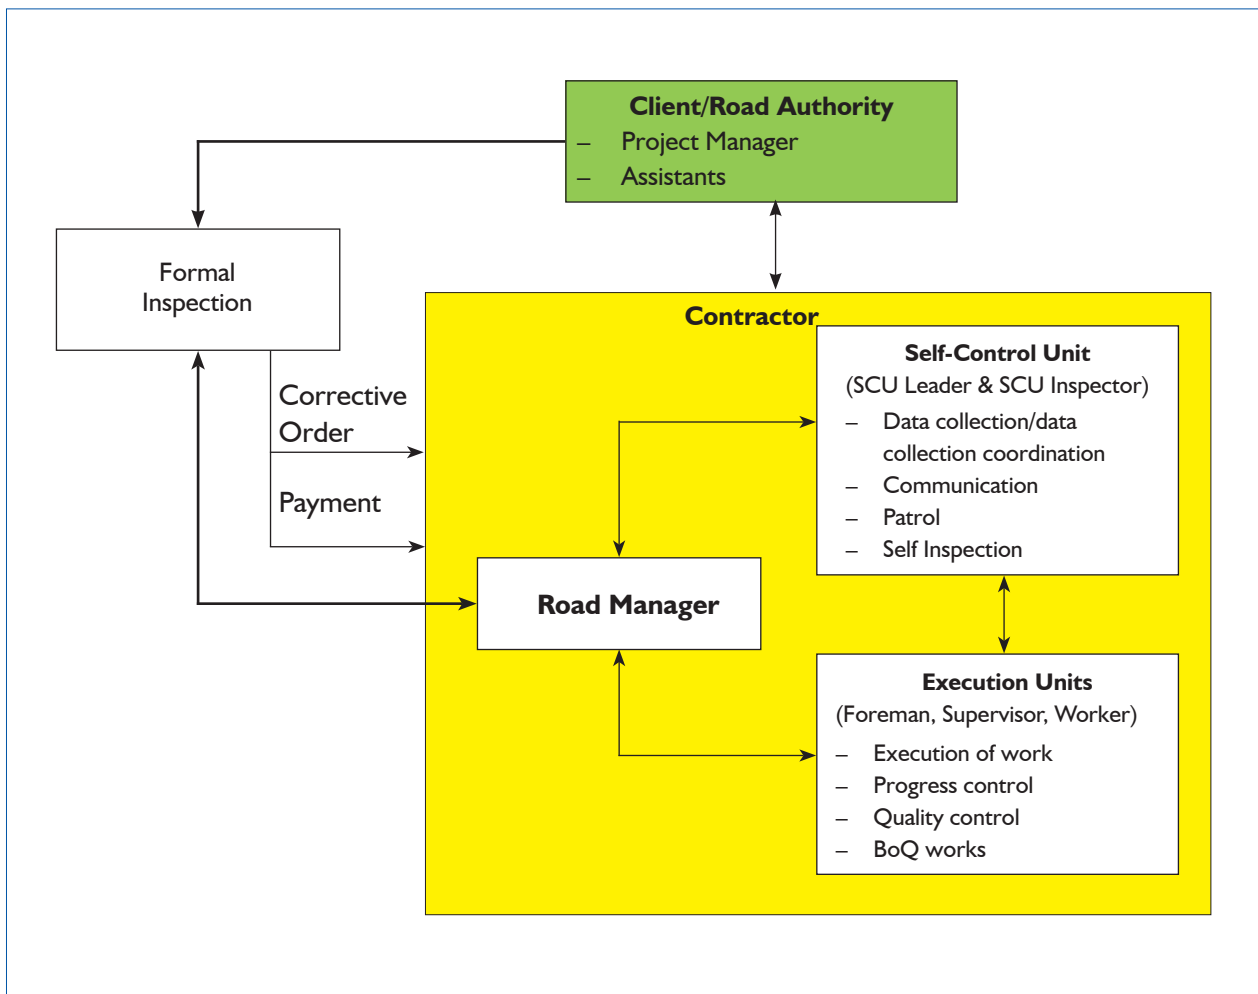 Client/Road Authority
– Project Manager
– Assistants
Formal
Inspection
Corrective
Order
Payment
Contractor
Self-Control Unit
(SCU Leader & SCU Inspector)
– Data collection/data
collection coordination
– Communication
– Patrol
– Self Inspection
Road Manager
Execution Units
(Foreman, Supervisor, Worker)
– Execution of work
– Progress control
– Quality control
– BoQ works